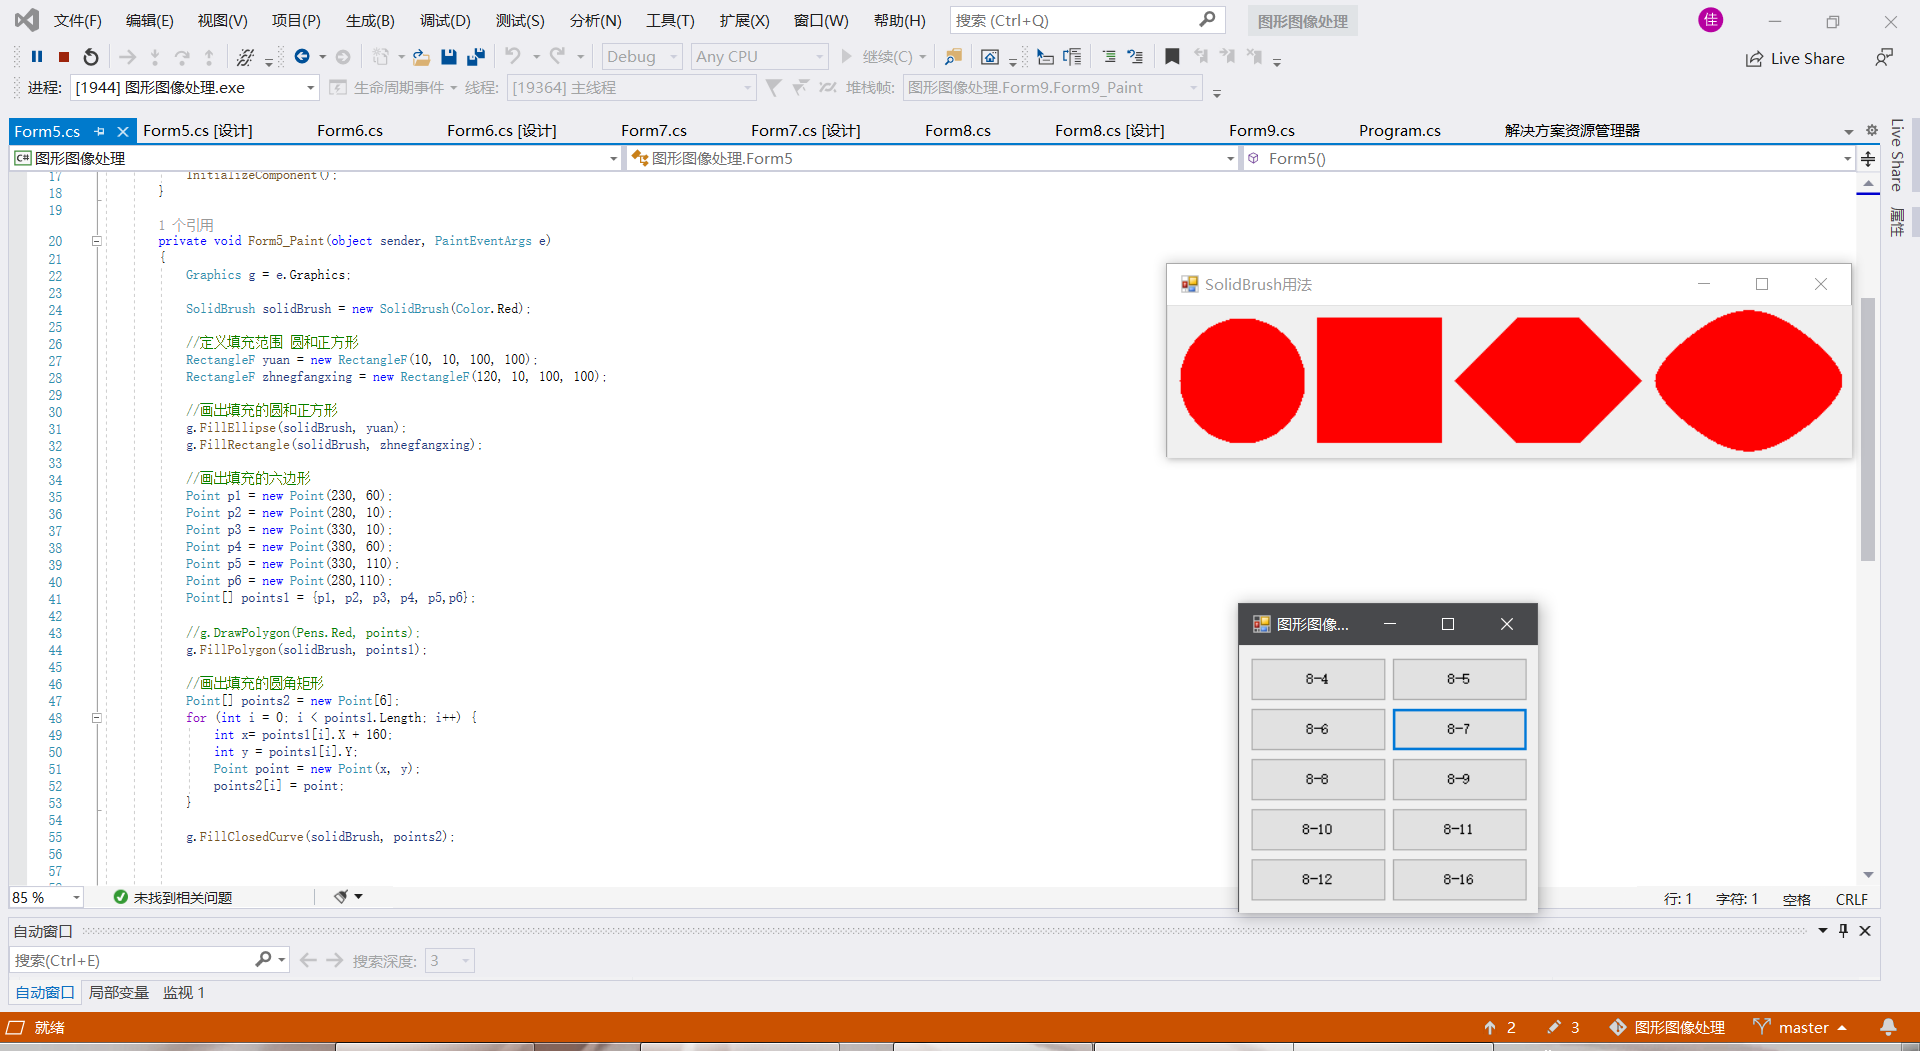 文件(F) 编辑(E) 视图(V) 项目(P) 生成(B) 调试(D) 测试(S) 分析(N) 工具(T) 扩展(X) 窗口(W) 帮助(H) 搜索 (Ctrl+Q) 图形图像处理 佳
Debug Any CPU 继续(C) Live Share
进程: [1944] 图形图像处理.exe 生命周期事件 线程: [19364] 主线程 堆栈帧: 图形图像处理.Form9.Form9_Paint
Form5.cs Form5.cs [设计] Form6.cs Form6.cs [设计] Form7.cs Form7.cs [设计] Form8.cs Form8.cs [设计] Form9.cs Program.cs 解决方案资源管理器
C# 图形图像处理 图形图像处理.Form5 Form5()
Live Share
属性
17 InitializeComponent();
18 }
19
1 个引用
20 private void Form5_Paint(object sender, PaintEventArgs e)
21 {
22 Graphics g = e.Graphics;
23
24 SolidBrush solidBrush = new SolidBrush(Color.Red);
25
26 //定义填充范围 圆和正方形
27 RectangleF yuan = new RectangleF(10, 10, 100, 100);
28 RectangleF zhnegfangxing = new RectangleF(120, 10, 100, 100);
29
30 //画出填充的圆和正方形
31 g.FillEllipse(solidBrush, yuan);
32 g.FillRectangle(solidBrush, zhnegfangxing);
33
34 //画出填充的六边形
35 Point p1 = new Point(230, 60);
36 Point p2 = new Point(280, 10);
37 Point p3 = new Point(330, 10);
38 Point p4 = new Point(380, 60);
39 Point p5 = new Point(330, 110);
40 Point p6 = new Point(280,110);
41 Point[] points1 = {p1, p2, p3, p4, p5,p6};
42
43 //g.DrawPolygon(Pens.Red, points);
44 g.FillPolygon(solidBrush, points1);
45
46 //画出填充的圆角矩形
47 Point[] points2 = new Point[6];
48 for (int i = 0; i < points1.Length; i++) {
49 int x= points1[i].X + 160;
50 int y = points1[i].Y;
51 Point point = new Point(x, y);
52 points2[i] = point;
53 }
54
55 g.FillClosedCurve(solidBrush, points2);
56
57
SolidBrush用法
图形图像...
8-4 8-5
8-6 8-7
8-8 8-9
8-10 8-11
8-12 8-16
85 % 未找到相关问题 行: 1 字符: 1 空格 CRLF
自动窗口
搜索(Ctrl+E) 搜索深度: 3
自动窗口 局部变量 监视 1
就绪 2 3 图形图像处理 master